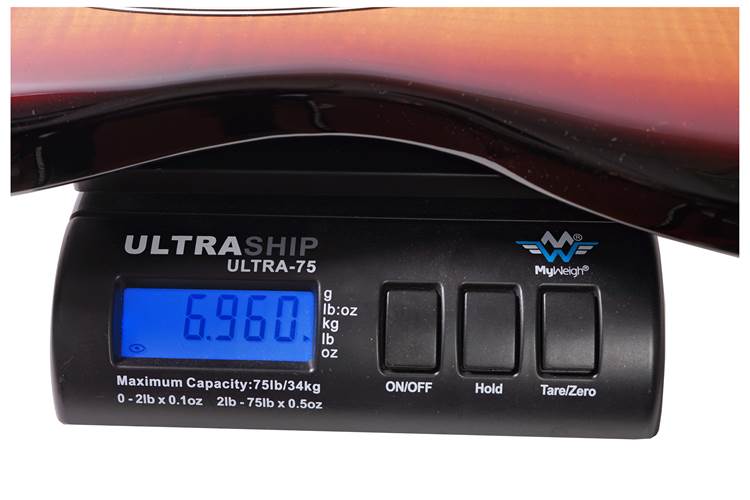 ULTRASHIP
ULTRA-75
MW®
MyWeigh®
6.960
g
lb:oz
kg
lb
oz
Maximum Capacity:75lb/34kg
0 - 2lb x 0.1oz 2lb - 75lb x 0.5oz
ON/OFF
Hold
Tare/Zero